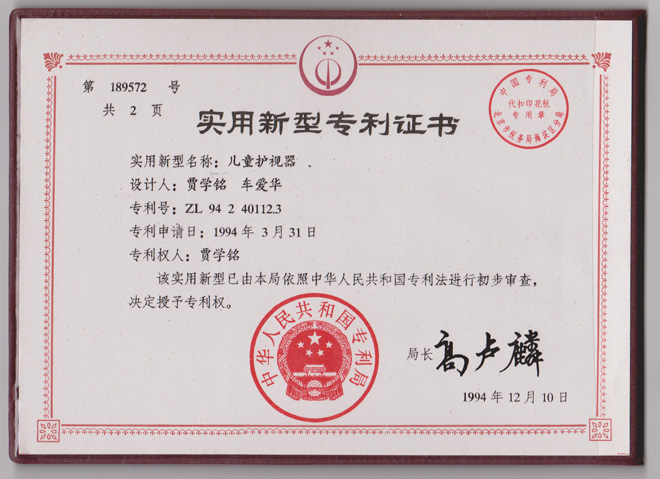 第 189572 号
共 2 页
中国专利局
代扣印花税
专用章
实用新型专利证书
实用新型名称：儿童护视器 .
设计人：贾学铭 车爱华
专利号：ZL 94 2 40112.3
专利申请日：1994 年 3 月 31 日
专利权人：贾学铭
该实用新型已由本局依照中华人民共和国专利法进行初步审查，
决定授予专利权。
中华人民共和国专利局
局长 高卢麟
1994 年 12 月 10 日